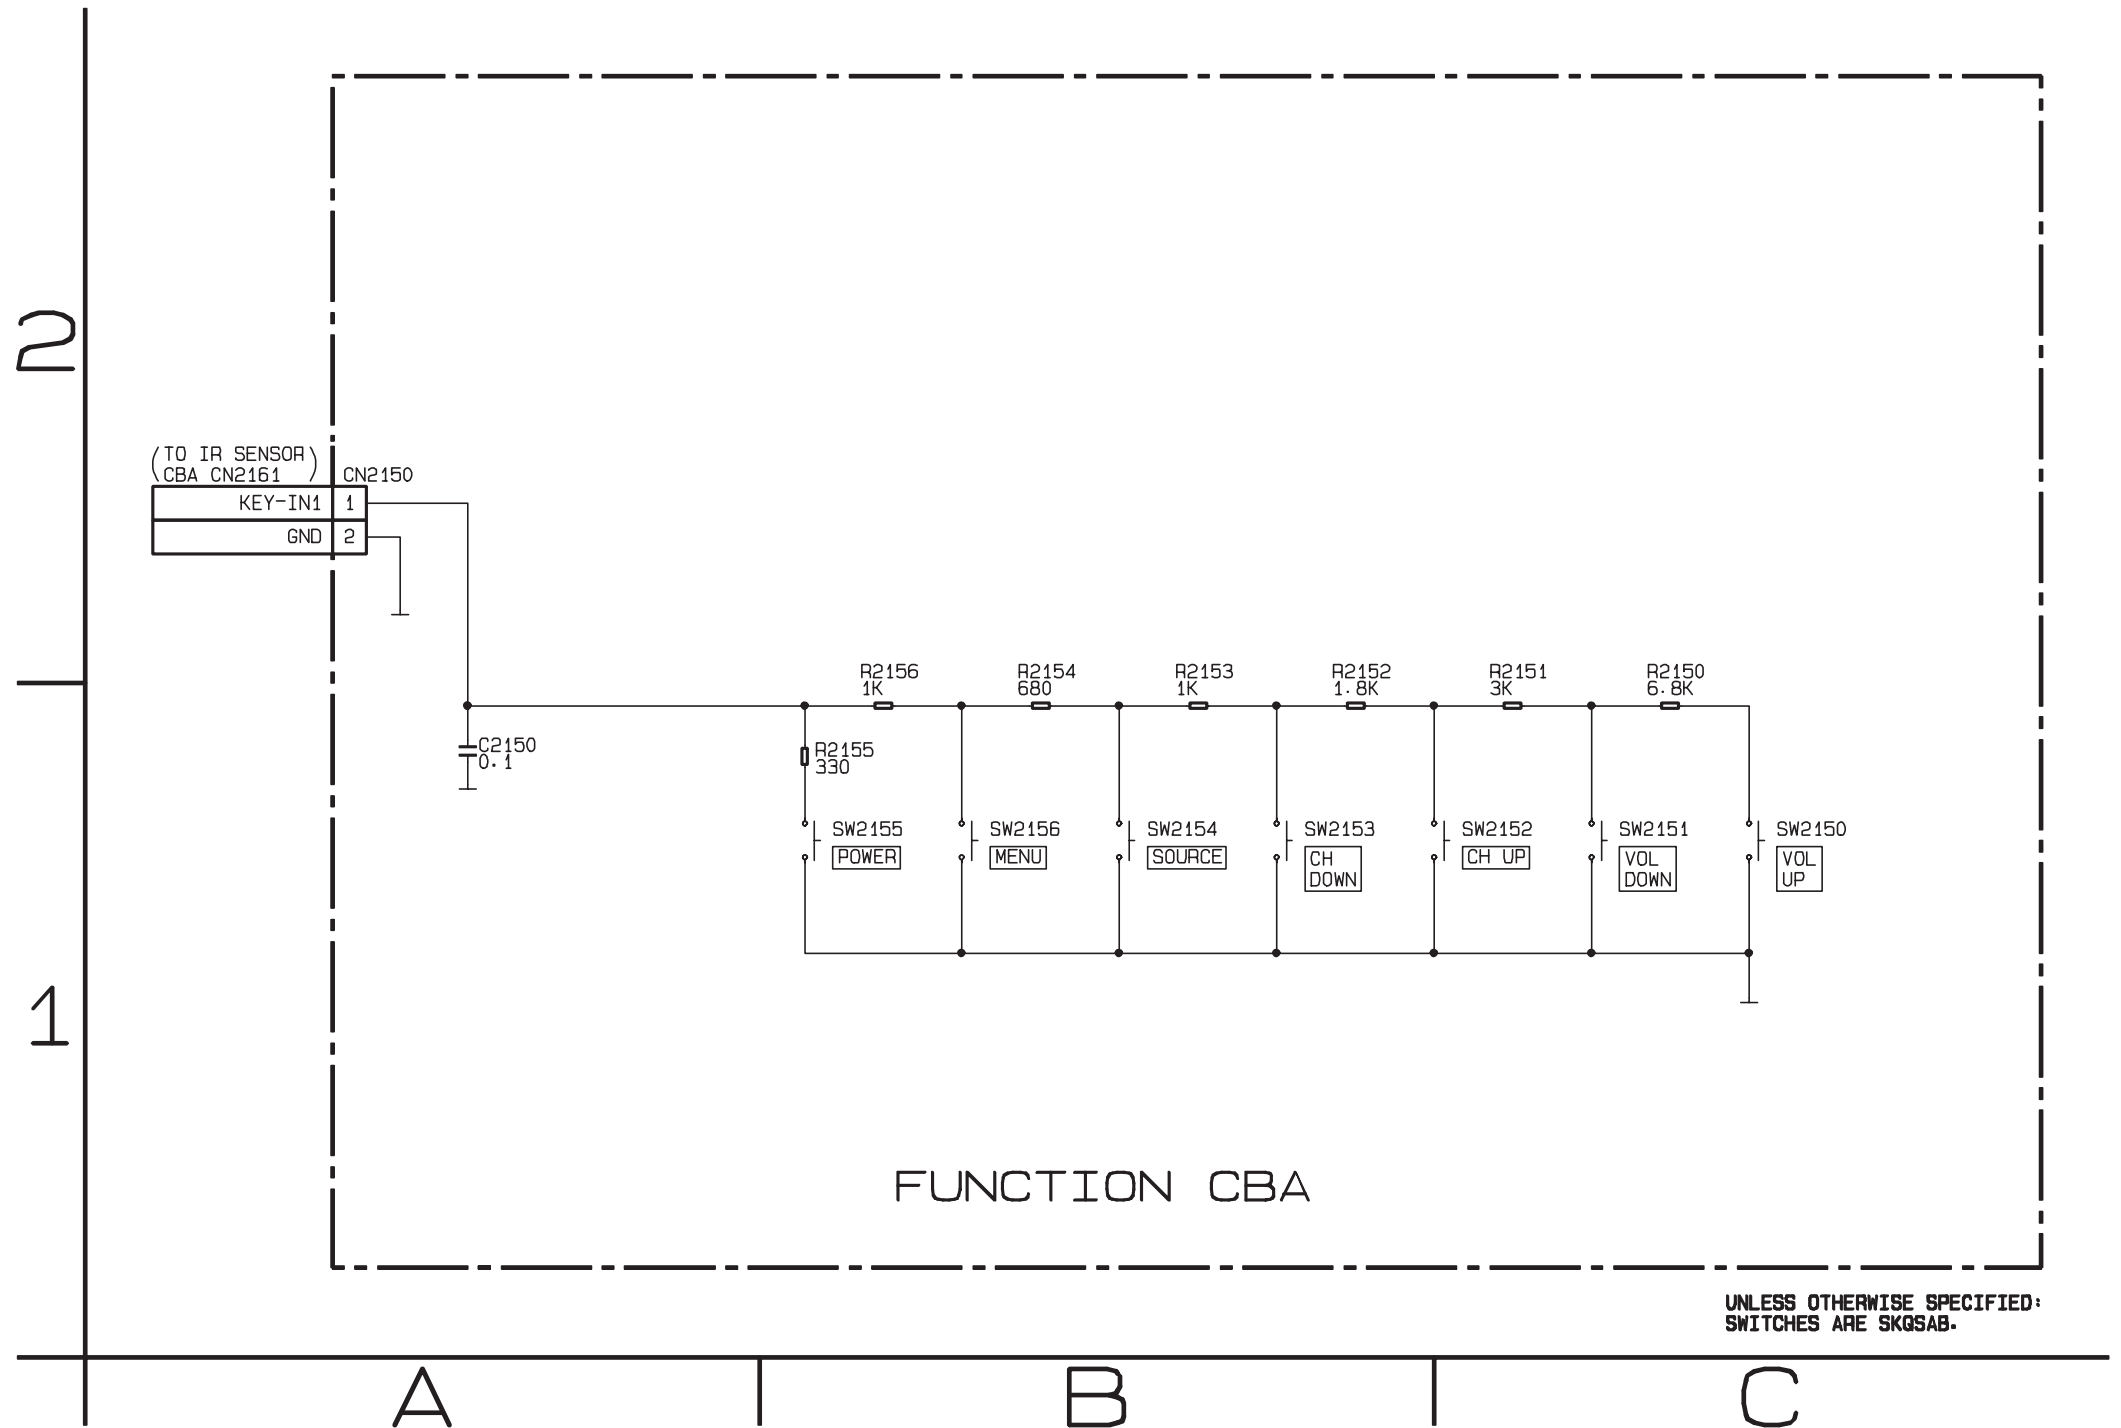 2
(TO IR SENSOR)
(CBA CN2161)
CN2150
KEY-IN1 1
GND 2
R2156
1K
R2154
680
R2153
1K
R2152
1.8K
R2151
3K
R2150
6.8K
C2150
0.1
R2155
330
SW2155
POWER
SW2156
MENU
SW2154
SOURCE
SW2153
CH
DOWN
SW2152
CH UP
SW2151
VOL
DOWN
SW2150
VOL
UP
1
FUNCTION CBA
UNLESS OTHERWISE SPECIFIED:
SWITCHES ARE SKQSAB.
A B C